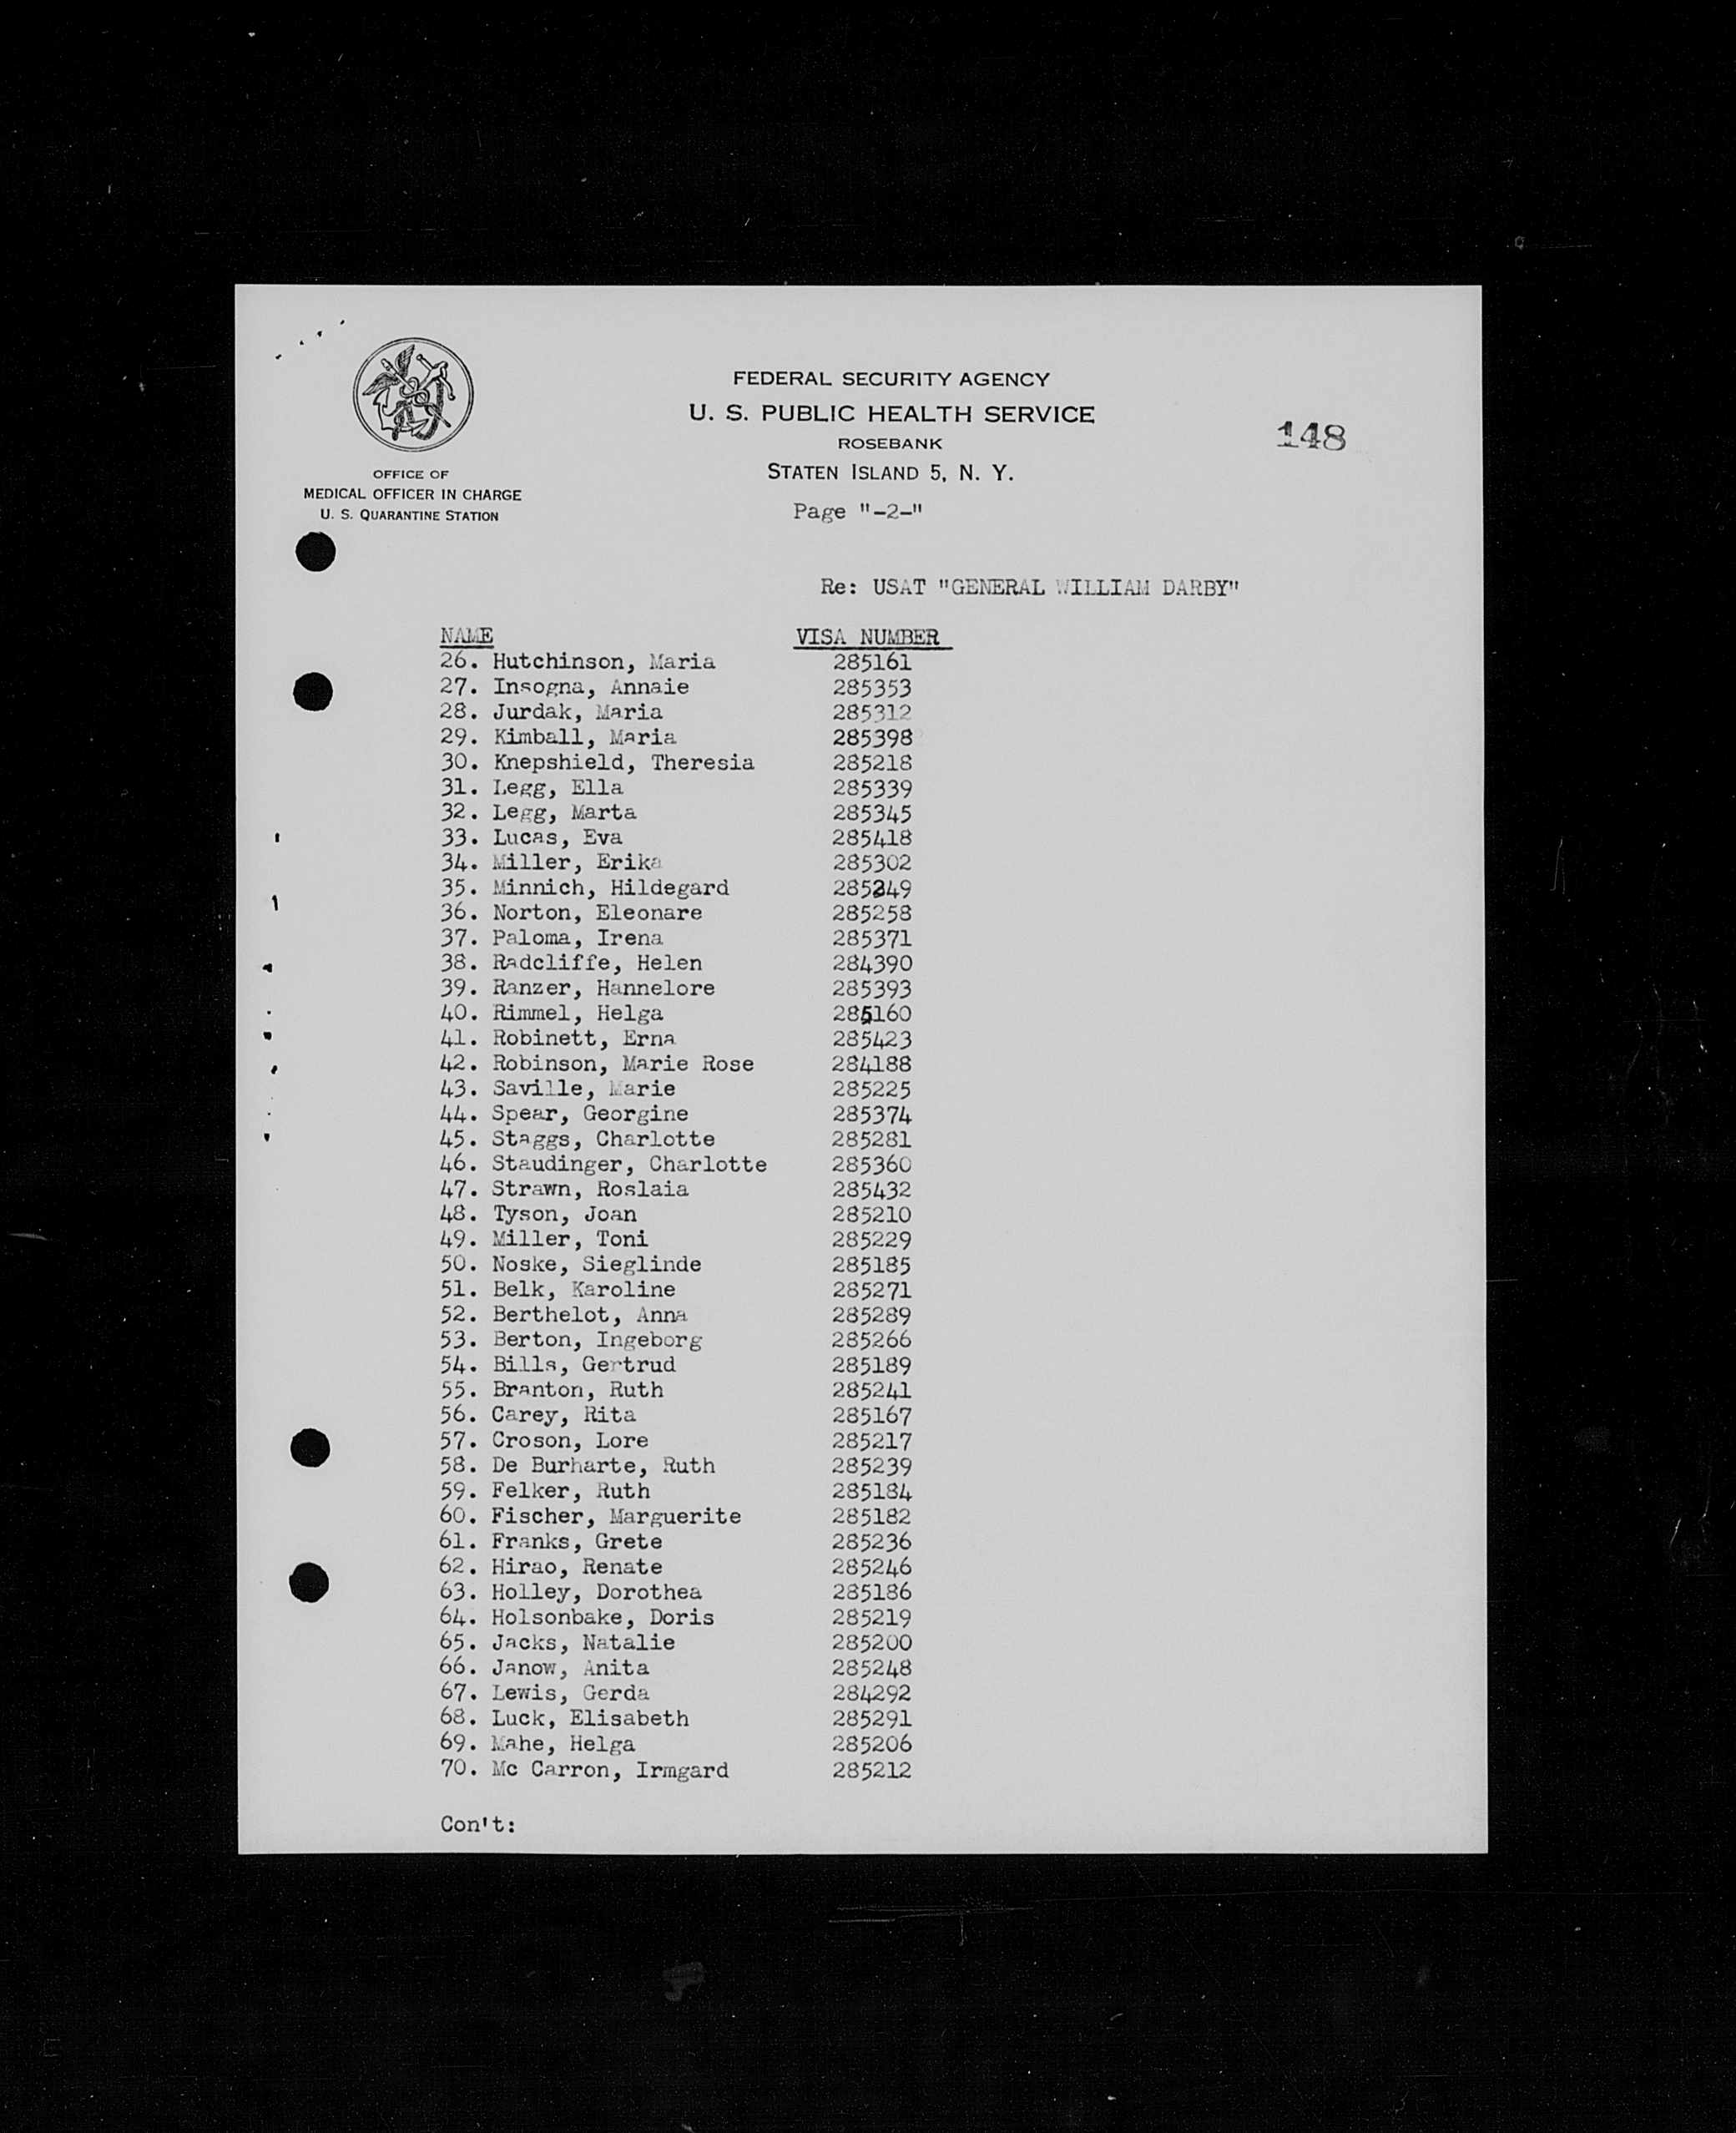 FEDERAL SECURITY AGENCY
U. S. PUBLIC HEALTH SERVICE
ROSEBANK
STATEN ISLAND 5, N. Y.
148
OFFICE OF
MEDICAL OFFICER IN CHARGE
U. S. QUARANTINE STATION
Page "-2-"
Re: USAT "GENERAL WILLIAM DARBY"
NAME VISA NUMBER
26. Hutchinson, Maria 285161
27. Insogna, Annaie 285353
28. Jurdak, Maria 285312
29. Kimball, Maria 285398
30. Knepshield, Theresia 285218
31. Legg, Ella 285339
32. Legg, Marta 285345
33. Lucas, Eva 285418
34. Miller, Erika 285302
35. Minnich, Hildegard 285249
36. Norton, Eleonare 285258
37. Paloma, Irena 285371
38. Radcliffe, Helen 284390
39. Ranzer, Hannelore 285393
40. Rimmel, Helga 285160
41. Robinett, Erna 285423
42. Robinson, Marie Rose 284188
43. Saville, Marie 285225
44. Spear, Georgine 285374
45. Staggs, Charlotte 285281
46. Staudinger, Charlotte 285360
47. Strawn, Roslaia 285432
48. Tyson, Joan 285210
49. Miller, Toni 285229
50. Noske, Sieglinde 285185
51. Belk, Karoline 285271
52. Berthelot, Anna 285289
53. Berton, Ingeborg 285266
54. Bills, Gertrud 285189
55. Branton, Ruth 285241
56. Carey, Rita 285167
57. Croson, Lore 285217
58. De Burharte, Ruth 285239
59. Felker, Ruth 285184
60. Fischer, Marguerite 285182
61. Franks, Grete 285236
62. Hirao, Renate 285246
63. Holley, Dorothea 285186
64. Holsonbake, Doris 285219
65. Jacks, Natalie 285200
66. Janow, Anita 285248
67. Lewis, Gerda 284292
68. Luck, Elisabeth 285291
69. Mahe, Helga 285206
70. Mc Carron, Irmgard 285212
Con't: